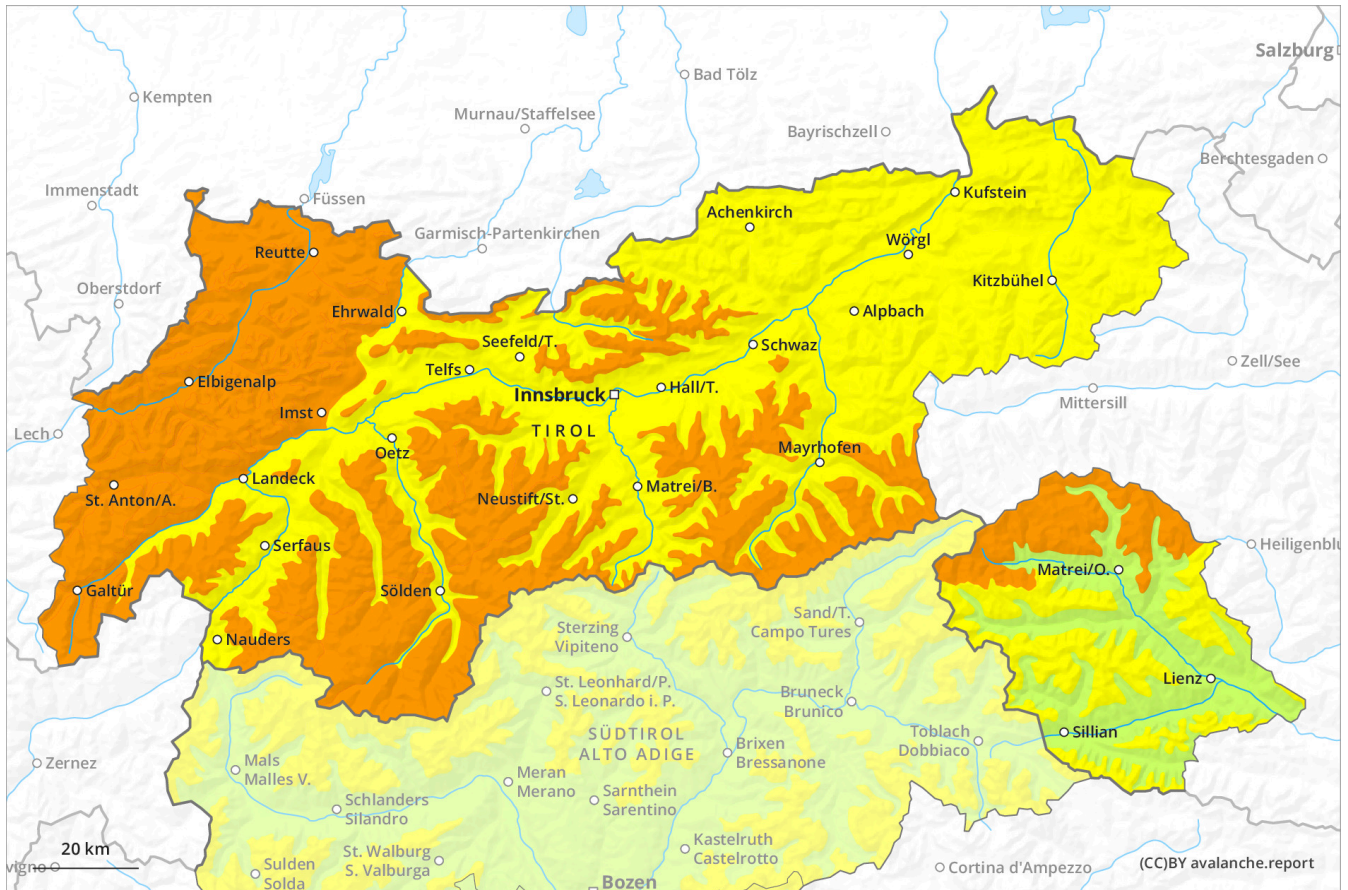 Salzburg
Bad Tölz
Kempten
Murnau/Staffelsee
Bayrischzell
Berchtesgaden
Immenstadt
Füssen
Kufstein
Achenkirch
Garmisch-Partenkirchen
Wörgl
Reutte
Oberstdorf
Kitzbühel
Ehrwald
Alpbach
Seefeld/T.
Schwaz
Zell/See
Telfs
Elbigenalp
Hall/T.
Innsbruck
Mittersill
Imst
Lech
TIROL
Oetz
Mayrhofen
Landeck
Matrei/B.
St. Anton/A.
Neustift/St.
Serfaus
Matrei/O.
Galtür
Sölden
Sand/T.
Campo Tures
Sterzing
Vipiteno
Nauders
Lienz
St. Leonhard/P.
S. Leonardo i. P.
Bruneck
Brunico
SÜDTIROL
ALTO ADIGE
Sillian
Toblach
Dobbiaco
Brixen
Bressanone
Zernez
Mals
Malles V.
Meran
Merano
Sarnthein
Sarentino
Schlanders
Silandro
Kastelruth
Castelrotto
20 km
St. Walburg
S. Valburga
Sulden
Solda
Cortina d'Ampezzo
(CC)BY avalanche.report
Bozen